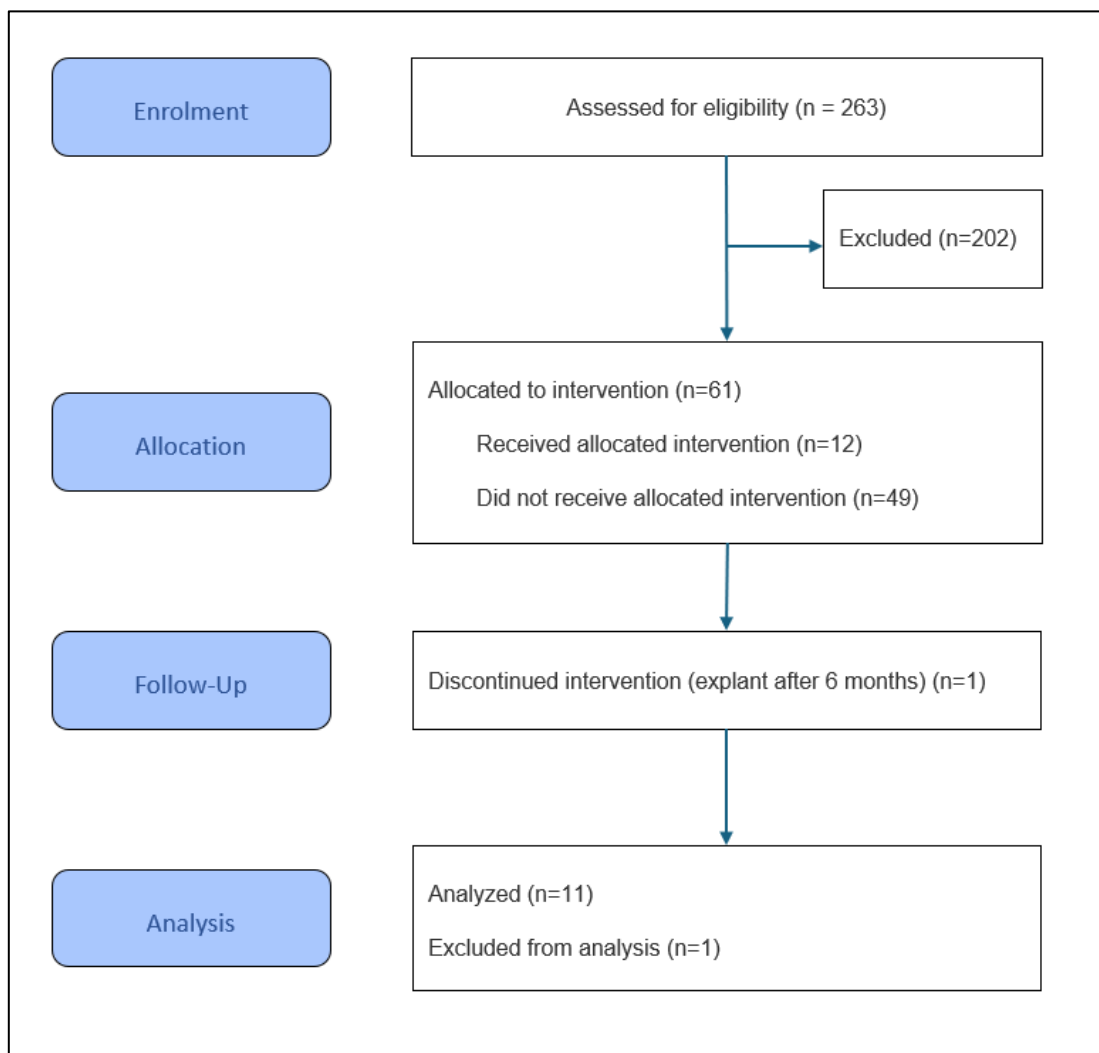 Enrolment
Assessed for eligibility (n = 263)
Excluded (n=202)
Allocation
Allocated to intervention (n=61)
Received allocated intervention (n=12)
Did not receive allocated intervention (n=49)
Follow-Up
Discontinued intervention (explant after 6 months) (n=1)
Analysis
Analyzed (n=11)
Excluded from analysis (n=1)